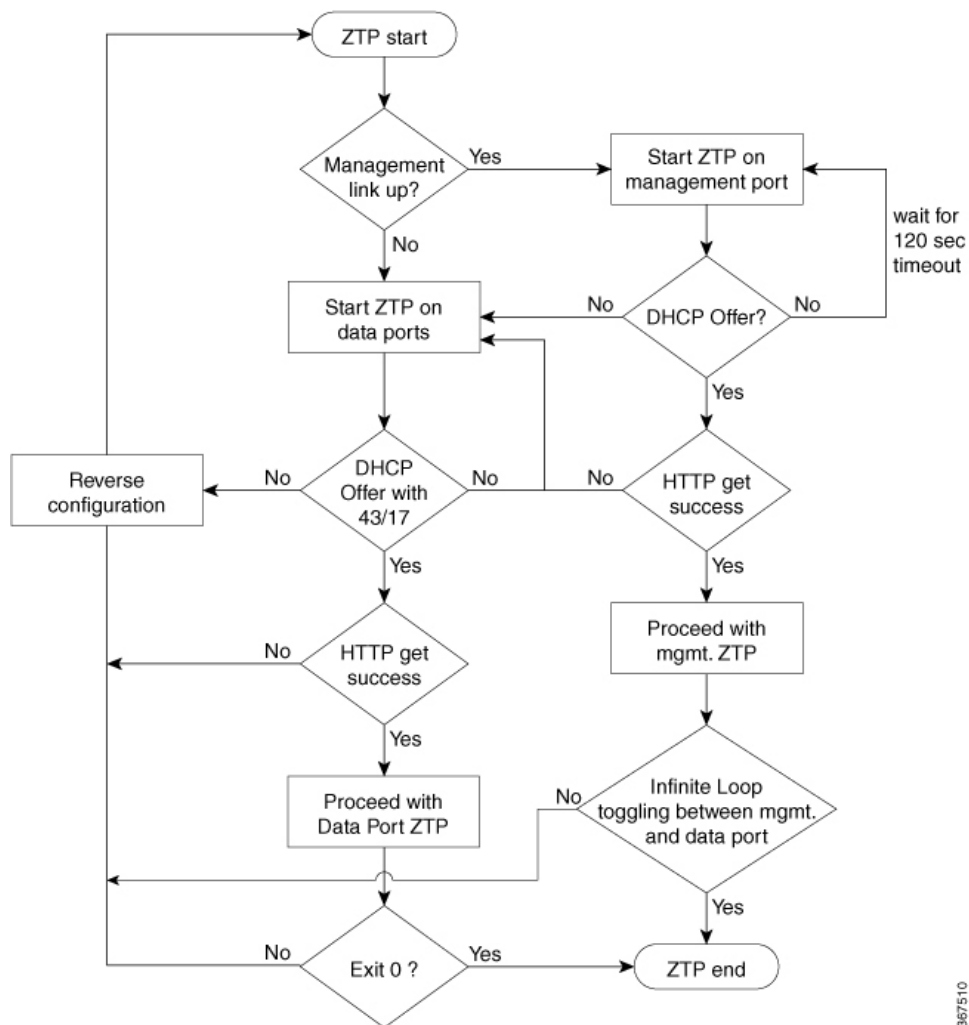 ZTP start
Management
link up?
Yes
Start ZTP on
management port
wait for
120 sec
timeout
No
Start ZTP on
data ports
No
DHCP Offer?
No
Yes
Reverse
configuration
No
DHCP
Offer with
43/17
No
No
HTTP get
success
Yes
Yes
No
HTTP get
success
Proceed with
mgmt. ZTP
Yes
Proceed with
Data Port ZTP
No
Infinite Loop
toggling between mgmt.
and data port
Yes
No
Exit 0 ?
Yes
ZTP end
367510